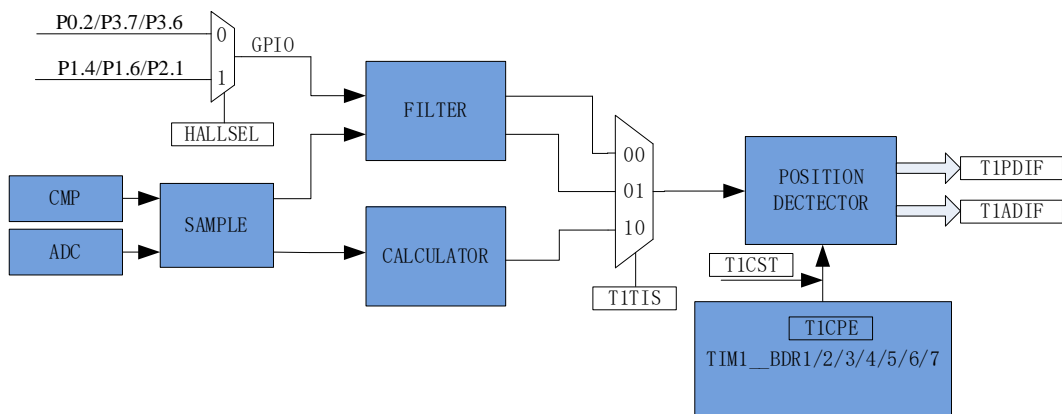 P0.2/P3.7/P3.6
0
GPIO
P1.4/P1.6/P2.1
1
HALLSEL
FILTER
CMP
ADC
SAMPLE
CALCULATOR
00
01
10
T1TIS
POSITION
DECTECTOR
T1PDIF
T1ADIF
T1CST
T1CPE
TIM1__BDR1/2/3/4/5/6/7